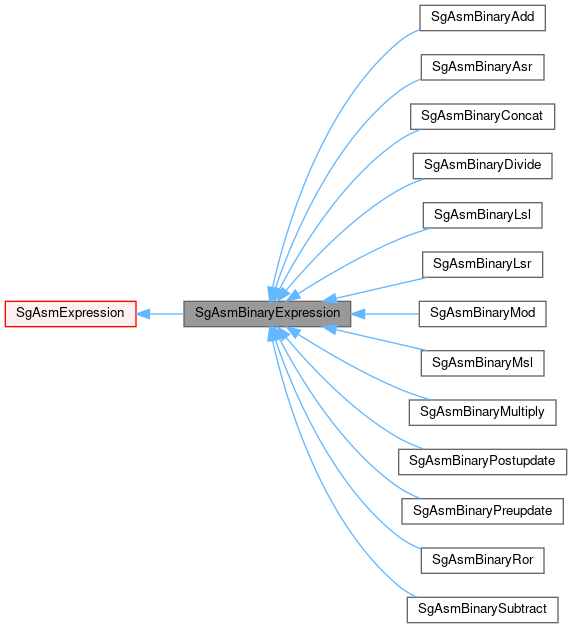 SgAsmBinaryAdd
SgAsmBinaryAsr
SgAsmBinaryConcat
SgAsmBinaryDivide
SgAsmBinaryLsl
SgAsmBinaryLsr
SgAsmExpression
SgAsmBinaryExpression
SgAsmBinaryMod
SgAsmBinaryMsl
SgAsmBinaryMultiply
SgAsmBinaryPostupdate
SgAsmBinaryPreupdate
SgAsmBinaryRor
SgAsmBinarySubtract